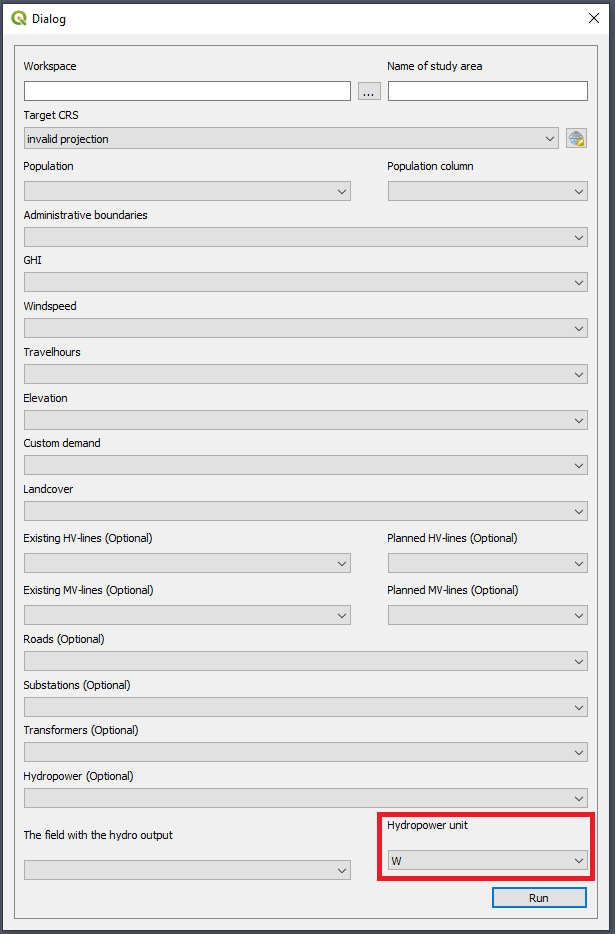 Dialog
Workspace
Name of study area
...
Target CRS
invalid projection
Population
Population column
Administrative boundaries
GHI
Windspeed
Travelhours
Elevation
Custom demand
Landcover
Existing HV-lines (Optional)
Planned HV-lines (Optional)
Existing MV-lines (Optional)
Planned MV-lines (Optional)
Roads (Optional)
Substations (Optional)
Transformers (Optional)
Hydropower (Optional)
The field with the hydro output
Hydropower unit
W
Run